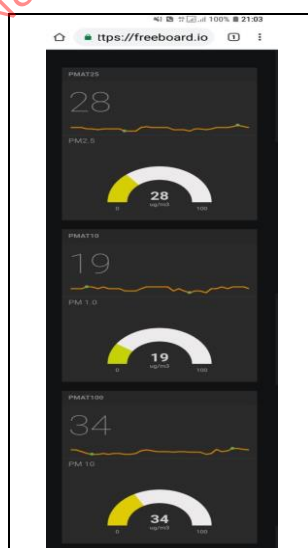 100% 21:03
ttps://freeboard.io 1
PMAT25
28
PM2.5
28
ug/m3
0 100
PMAT10
19
PM 1.0
19
ug/m3
0 100
PMAT100
34
PM 10
34
ug/m3
0 100